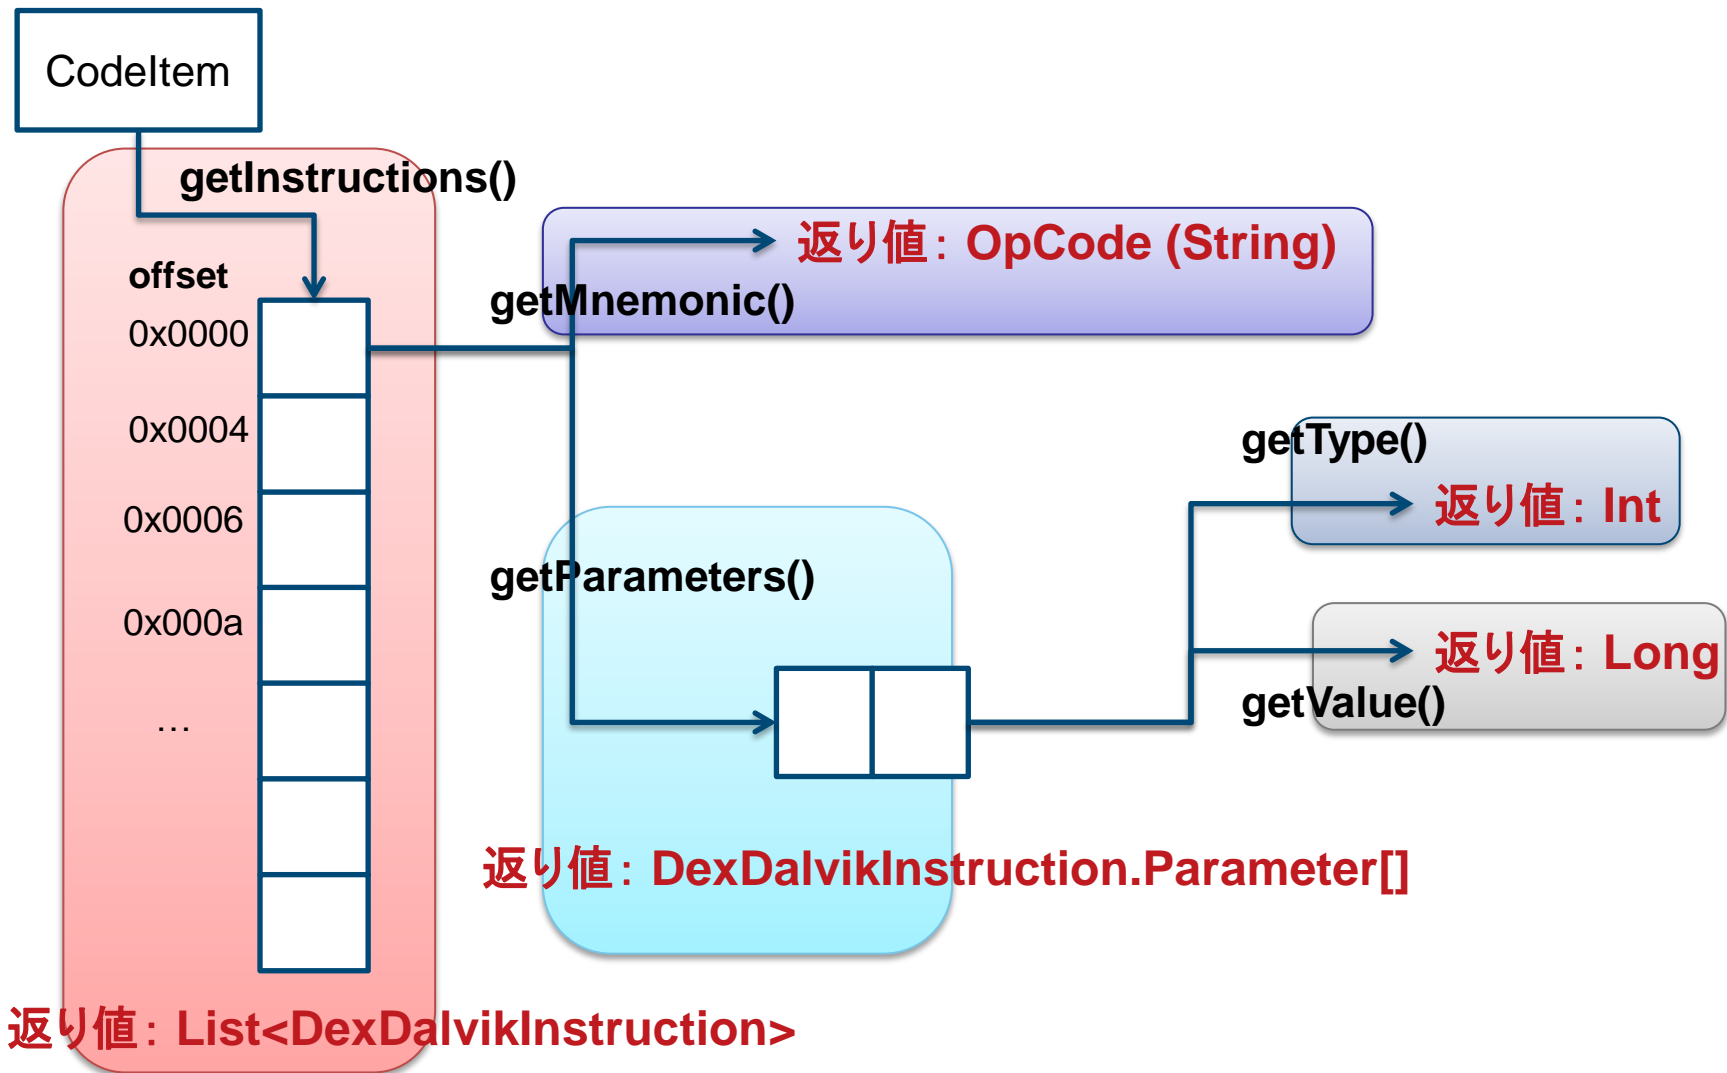 CodeItem
getInstructions()
offset
0x0000
0x0004
0x0006
0x000a
…
返り値： List<DexDalvikInstruction>
返り値： OpCode (String)
getMnemonic()
getParameters()
返り値： DexDalvikInstruction.Parameter[]
getType()
返り値： Int
返り値： Long
getValue()